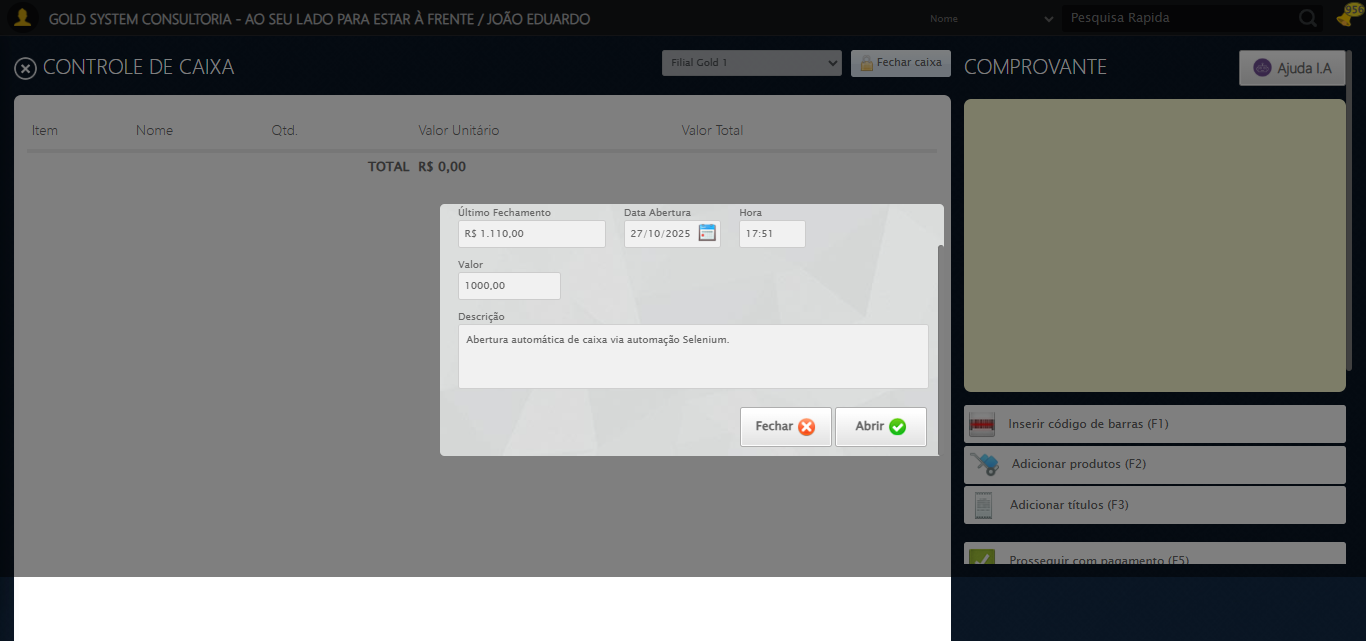 GOLD SYSTEM CONSULTORIA - AO SEU LADO PARA ESTAR À FRENTE / JOÃO EDUARDO
Nome
Pesquisa Rapida
956
CONTROLE DE CAIXA
Filial Gold 1
Fechar caixa
COMPROVANTE
Ajuda I.A
Item Nome Qtd. Valor Unitário Valor Total
TOTAL R$ 0,00
Último Fechamento Data Abertura Hora
R$ 1.110,00 27/10/2025 17:51
Valor
1000,00
Descrição
Abertura automática de caixa via automação Selenium.
Fechar Abrir
Inserir código de barras (F1)
Adicionar produtos (F2)
Adicionar títulos (F3)
Prosseguir com pagamento (F5)